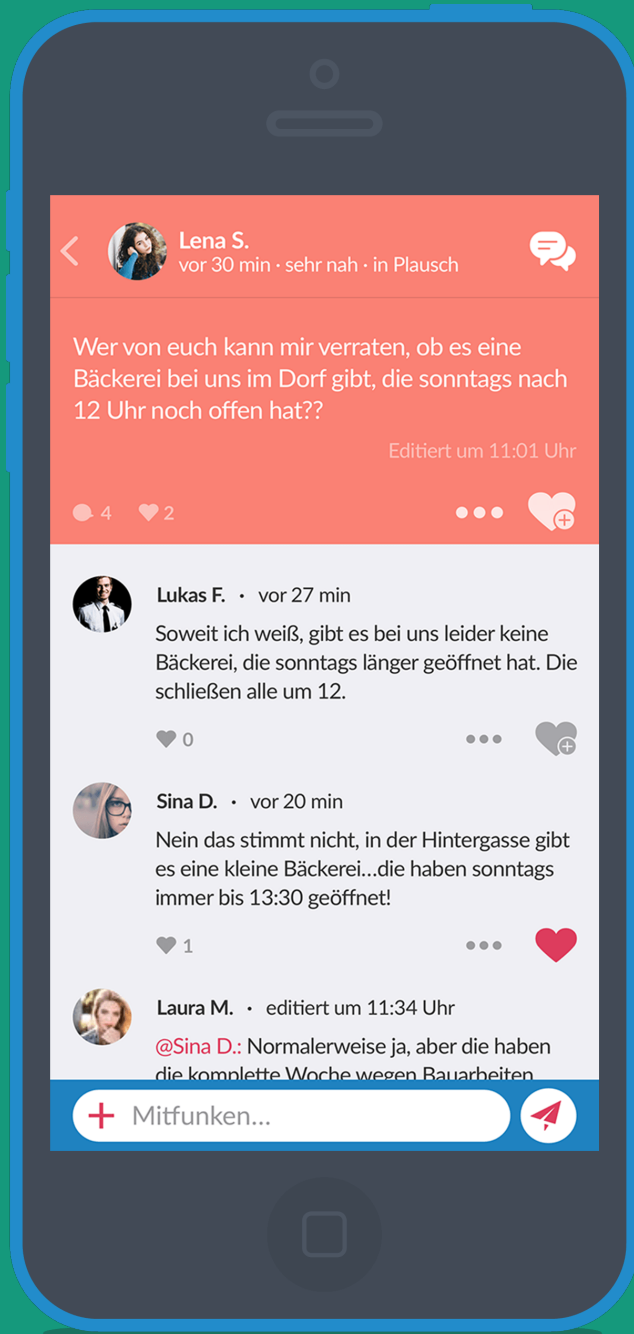 Lena S.
vor 30 min · sehr nah · in Plausch
Wer von euch kann mir verraten, ob es eine
Bäckerei bei uns im Dorf gibt, die sonntags nach
12 Uhr noch offen hat??
Editiert um 11:01 Uhr
4 2
Lukas F. · vor 27 min
Soweit ich weiß, gibt es bei uns leider keine
Bäckerei, die sonntags länger geöffnet hat. Die
schließen alle um 12.
0
Sina D. · vor 20 min
Nein das stimmt nicht, in der Hintergasse gibt
es eine kleine Bäckerei...die haben sonntags
immer bis 13:30 geöffnet!
1
Laura M. · editiert um 11:34 Uhr
@Sina D.: Normalerweise ja, aber die haben
die komplette Woche wegen Bauarbeiten
Mitfunken...